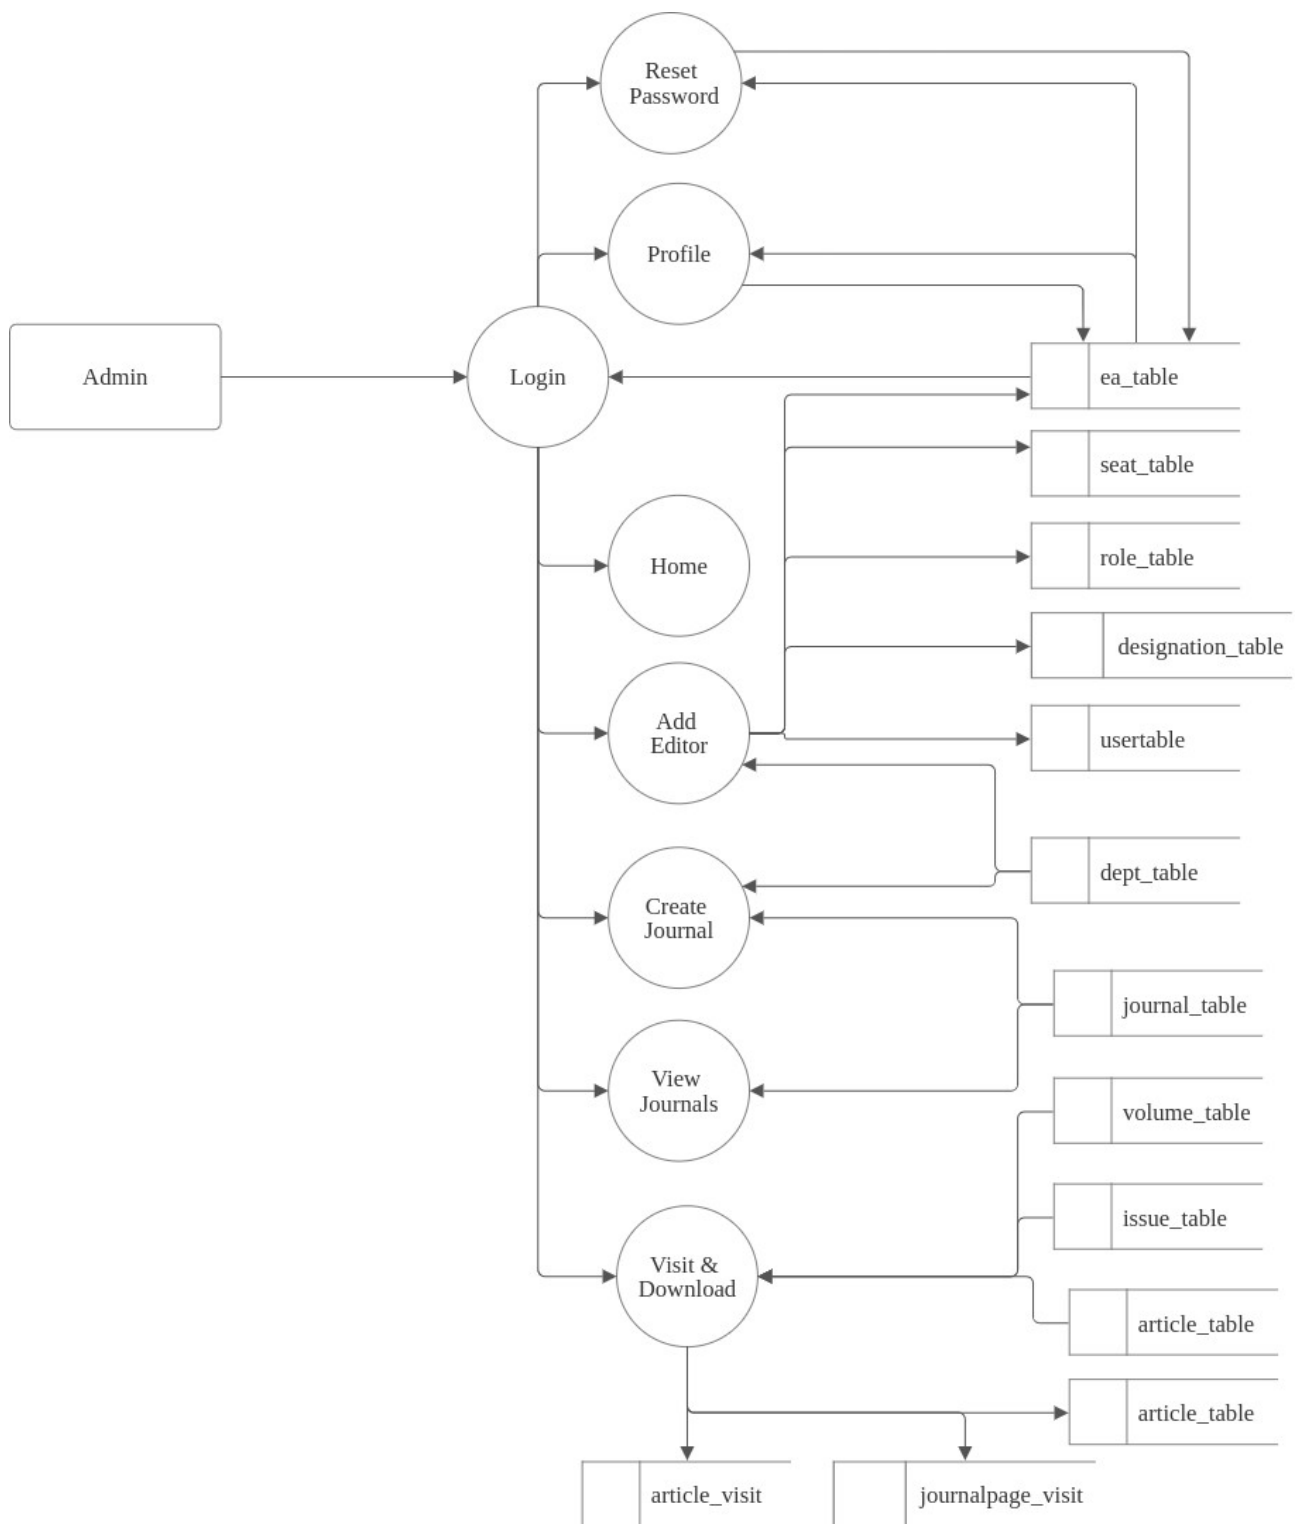 Reset
Password
Profile
Admin
Login
ea_table
seat_table
Home
role_table
designation_table
Add
Editor
usertable
dept_table
Create
Journal
journal_table
View
Journals
volume_table
issue_table
Visit &
Download
article_table
article_table
article_visit
journalpage_visit